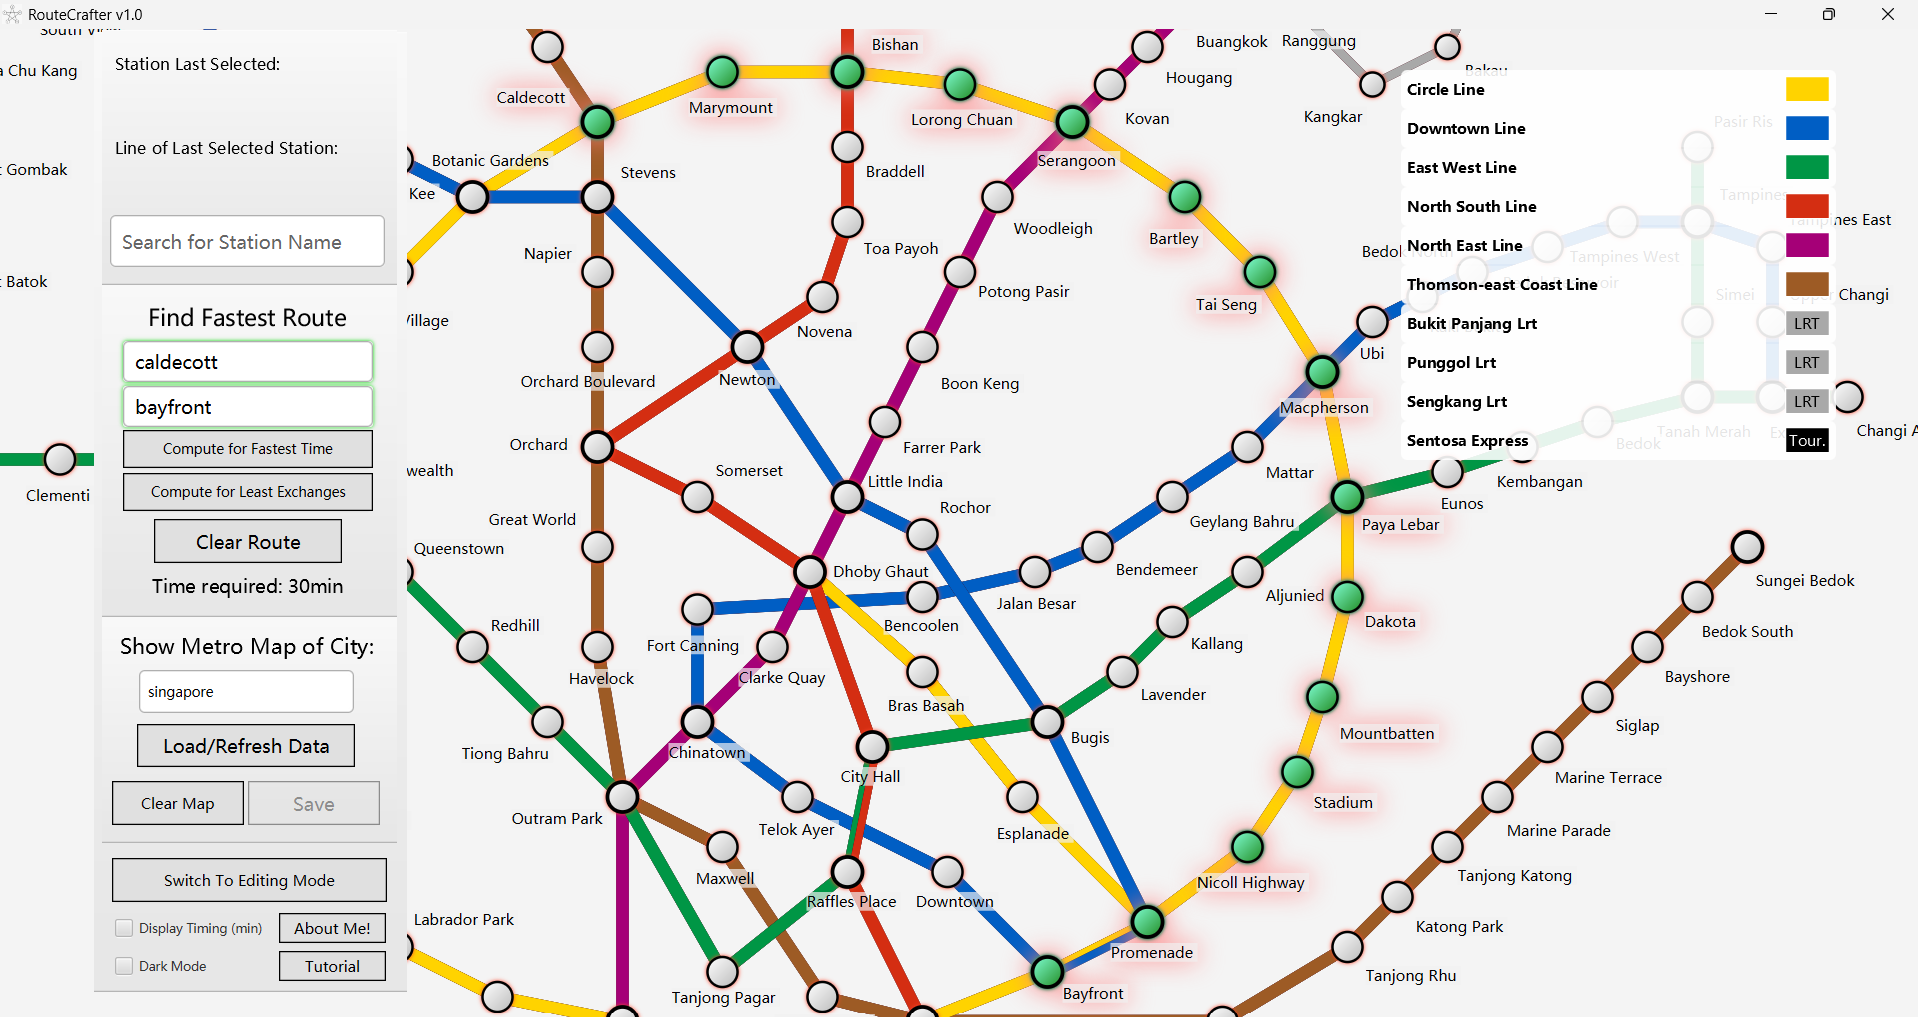 RouteCrafter v1.0
a Chu Kang
Gombak
Batok
Clementi
Station Last Selected:
Line of Last Selected Station:
Search for Station Name
Find Fastest Route
caldecott
bayfront
Compute for Fastest Time
Compute for Least Exchanges
Clear Route
Time required: 30min
Show Metro Map of City:
singapore
Load/Refresh Data
Clear Map
Save
Switch To Editing Mode
Display Timing (min)
About Me!
Dark Mode
Tutorial
Caldecott
Marymount
Bishan
Lorong Chuan
Buangkok
Ranggung
Hougang
Bakau
Kovan
Kangkar
Serangoon
Botanic Gardens
Kee
Stevens
Braddell
Woodleigh
Bartley
Napier
Toa Payoh
Potong Pasir
Tai Seng
Village
Novena
Ubi
Orchard Boulevard
Newton
Boon Keng
Macpherson
Orchard
Farrer Park
Mattar
wealth
Somerset
Little India
Rochor
Great World
Geylang Bahru
Paya Lebar
Eunos
Kembangan
Queenstown
Dhoby Ghaut
Bendemeer
Jalan Besar
Aljunied
Sungei Bedok
Redhill
Fort Canning
Bencoolen
Kallang
Dakota
Bedok South
Havelock
Clarke Quay
Lavender
Bayshore
Bras Basah
Siglap
Tiong Bahru
Chinatown
Bugis
Mountbatten
City Hall
Marine Terrace
Outram Park
Telok Ayer
Esplanade
Stadium
Marine Parade
Maxwell
Raffles Place
Downtown
Nicoll Highway
Tanjong Katong
Labrador Park
Promenade
Katong Park
Tanjong Pagar
Bayfront
Tanjong Rhu
Circle Line
Downtown Line
East West Line
North South Line
North East Line
Thomson-east Coast Line
Bukit Panjang Lrt
LRT
Punggol Lrt
LRT
Sengkang Lrt
LRT
Sentosa Express
Tour.
Pasir Ris
Tampines
Tampines East
Bedok North
Tampines West
Simei
Upper Changi
Tanah Merah
Bedok
Changi A